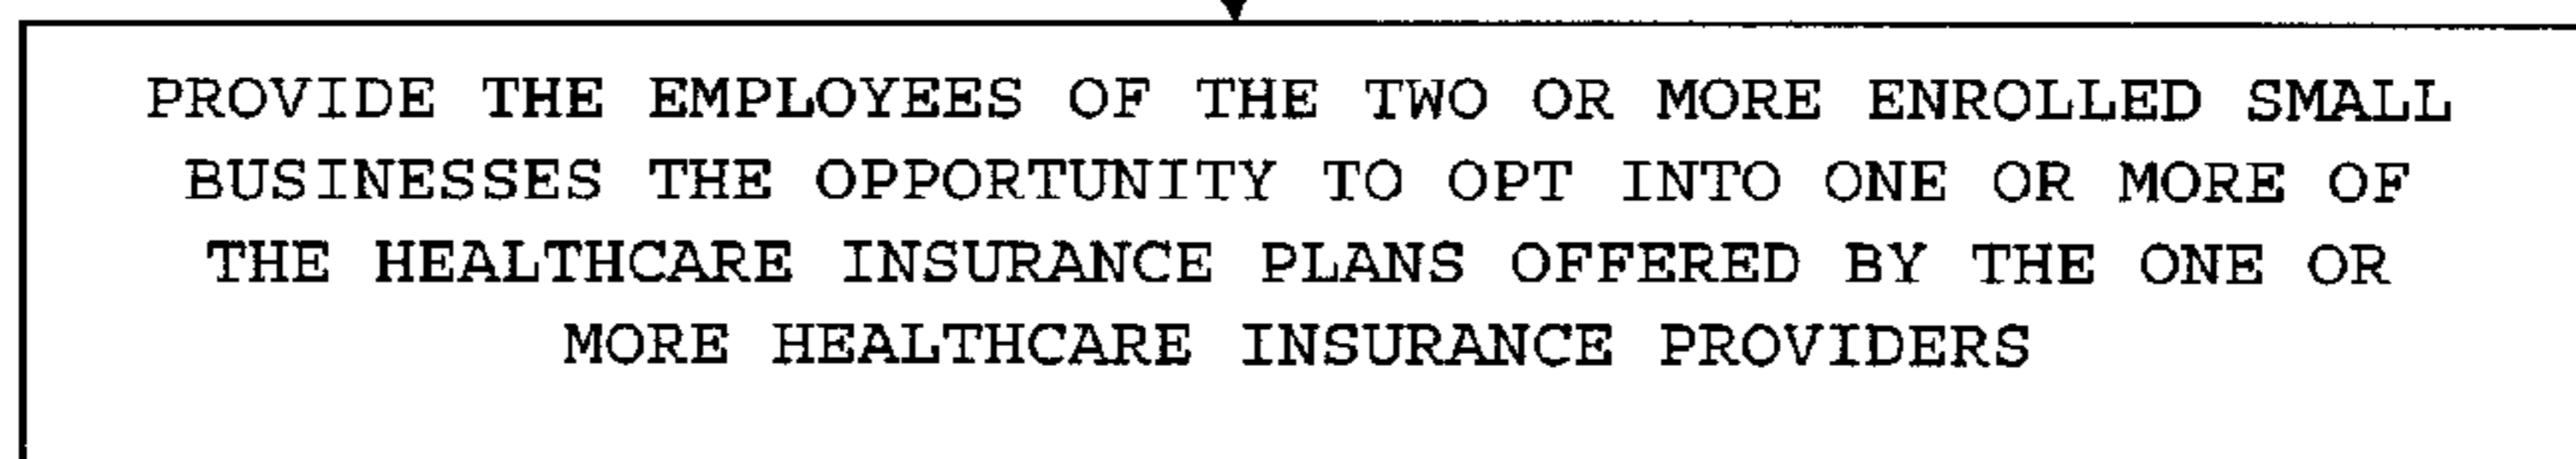 PROVIDE THE EMPLOYEES OF THE TWO OR MORE ENROLLED SMALL
BUSINESSES THE OPPORTUNITY TO OPT INTO ONE OR MORE OF
THE HEALTHCARE INSURANCE PLANS OFFERED BY THE ONE OR
MORE HEALTHCARE INSURANCE PROVIDERS